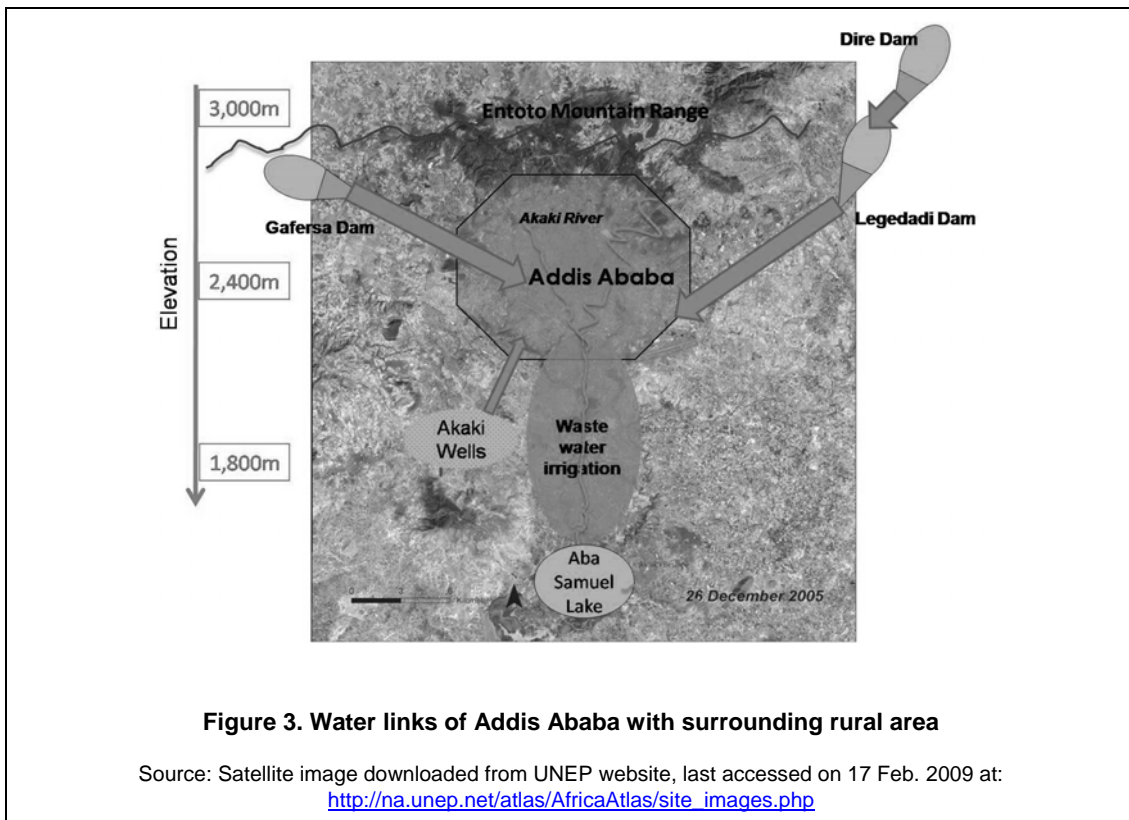 Dire Dam
3,000m
Entoto Mountain Range
Gafersa Dam
Akaki River
Legedadi Dam
Elevation
2,400m
Addis Ababa
Akaki
Wells
Waste
water
irrigation
1,800m
Aba
Samuel
Lake
26 December 2005
Figure 3. Water links of Addis Ababa with surrounding rural area
Source: Satellite image downloaded from UNEP website, last accessed on 17 Feb. 2009 at:
http://na.unep.net/atlas/AfricaAtlas/site_images.php